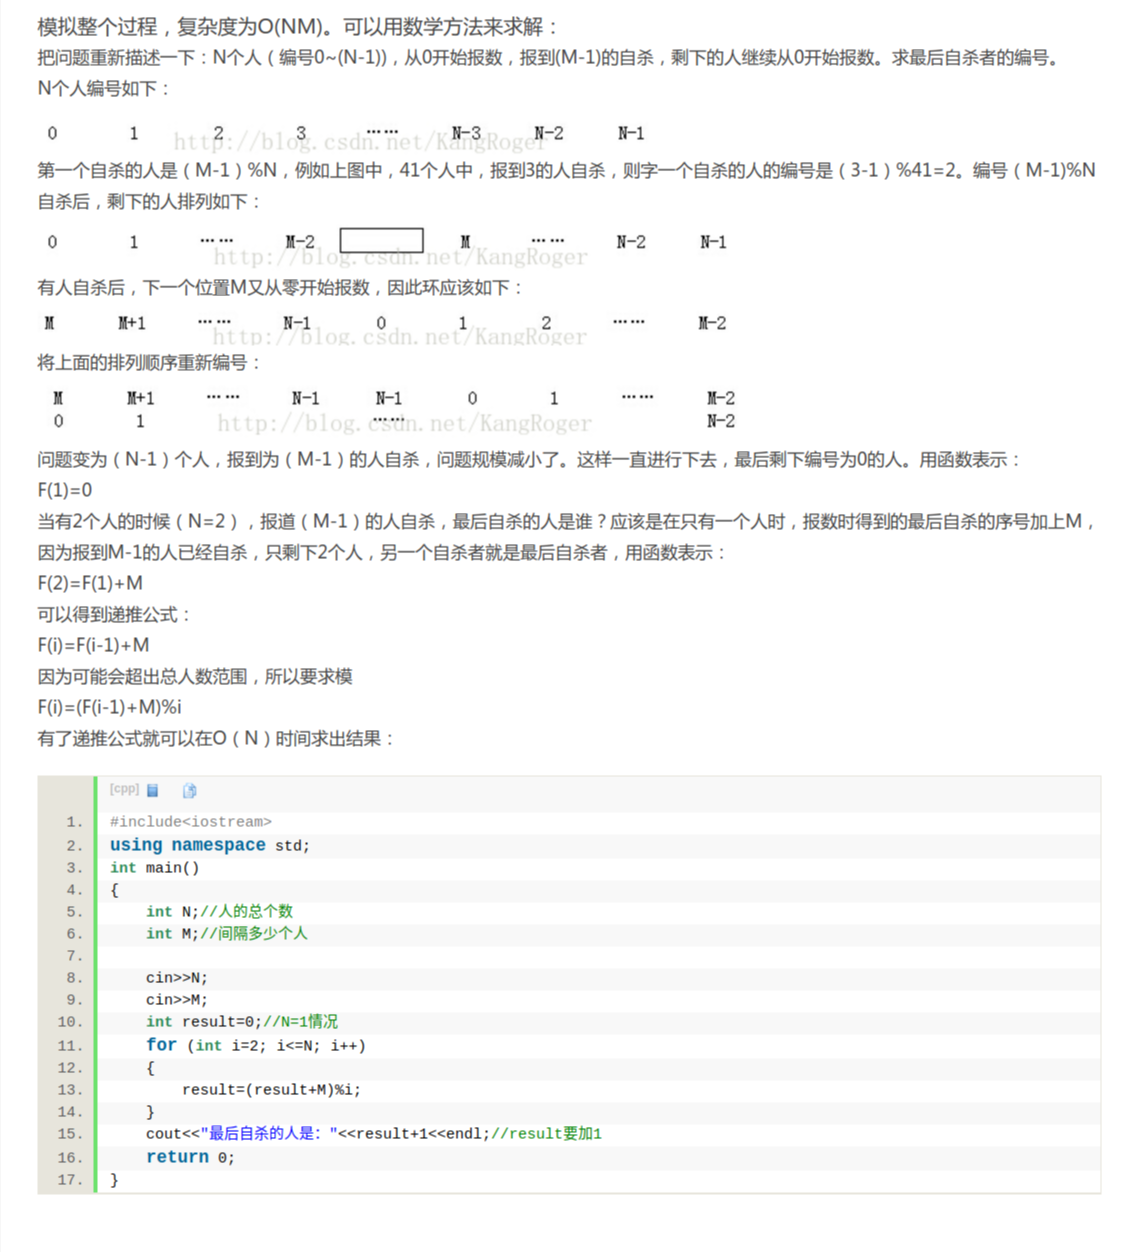 模拟整个过程，复杂度为O(NM)。可以用数学方法来求解：
把问题重新描述一下：N个人（编号0~(N-1))，从0开始报数，报到(M-1)的自杀，剩下的人继续从0开始报数。求最后自杀者的编号。
N个人编号如下：
0 1 2 3 …… N-3 N-2 N-1
http://blog.csdn.net/KangRoger
第一个自杀的人是（M-1）%N，例如上图中，41个人中，报到3的人自杀，则字一个自杀的人的编号是（3-1）%41=2。编号（M-1)%N
自杀后，剩下的人排列如下：
0 1 …… M-2 M …… N-2 N-1
http://blog.csdn.net/KangRoger
有人自杀后，下一个位置M又从零开始报数，因此环应该如下：
M M+1 …… N-1 0 1 2 …… M-2
http://blog.csdn.net/KangRoger
将上面的排列顺序重新编号：
M M+1 …… N-1 N-1 0 1 …… M-2
0 1 …… N-2
http://blog.csdn.net/KangRoger
问题变为（N-1）个人，报到为（M-1）的人自杀，问题规模减小了。这样一直进行下去，最后剩下编号为0的人。用函数表示：
F(1)=0
当有2个人的时候（N=2），报道（M-1）的人自杀，最后自杀的人是谁？应该是在只有一个人时，报数时得到的最后自杀的序号加上M，
因为报到M-1的人已经自杀，只剩下2个人，另一个自杀者就是最后自杀者，用函数表示：
F(2)=F(1)+M
可以得到递推公式：
F(i)=F(i-1)+M
因为可能会超出总人数范围，所以要求模
F(i)=(F(i-1)+M)%i
有了递推公式就可以在O（N）时间求出结果：
[cpp]
1. #include<iostream>
2. using namespace std;
3. int main()
4. {
5. int N;//人的总个数
6. int M;//间隔多少个人
7.
8. cin>>N;
9. cin>>M;
10. int result=0;//N=1情况
11. for (int i=2; i<=N; i++)
12. {
13. result=(result+M)%i;
14. }
15. cout<<"最后自杀的人是："<<result+1<<endl;//result要加1
16. return 0;
17. }